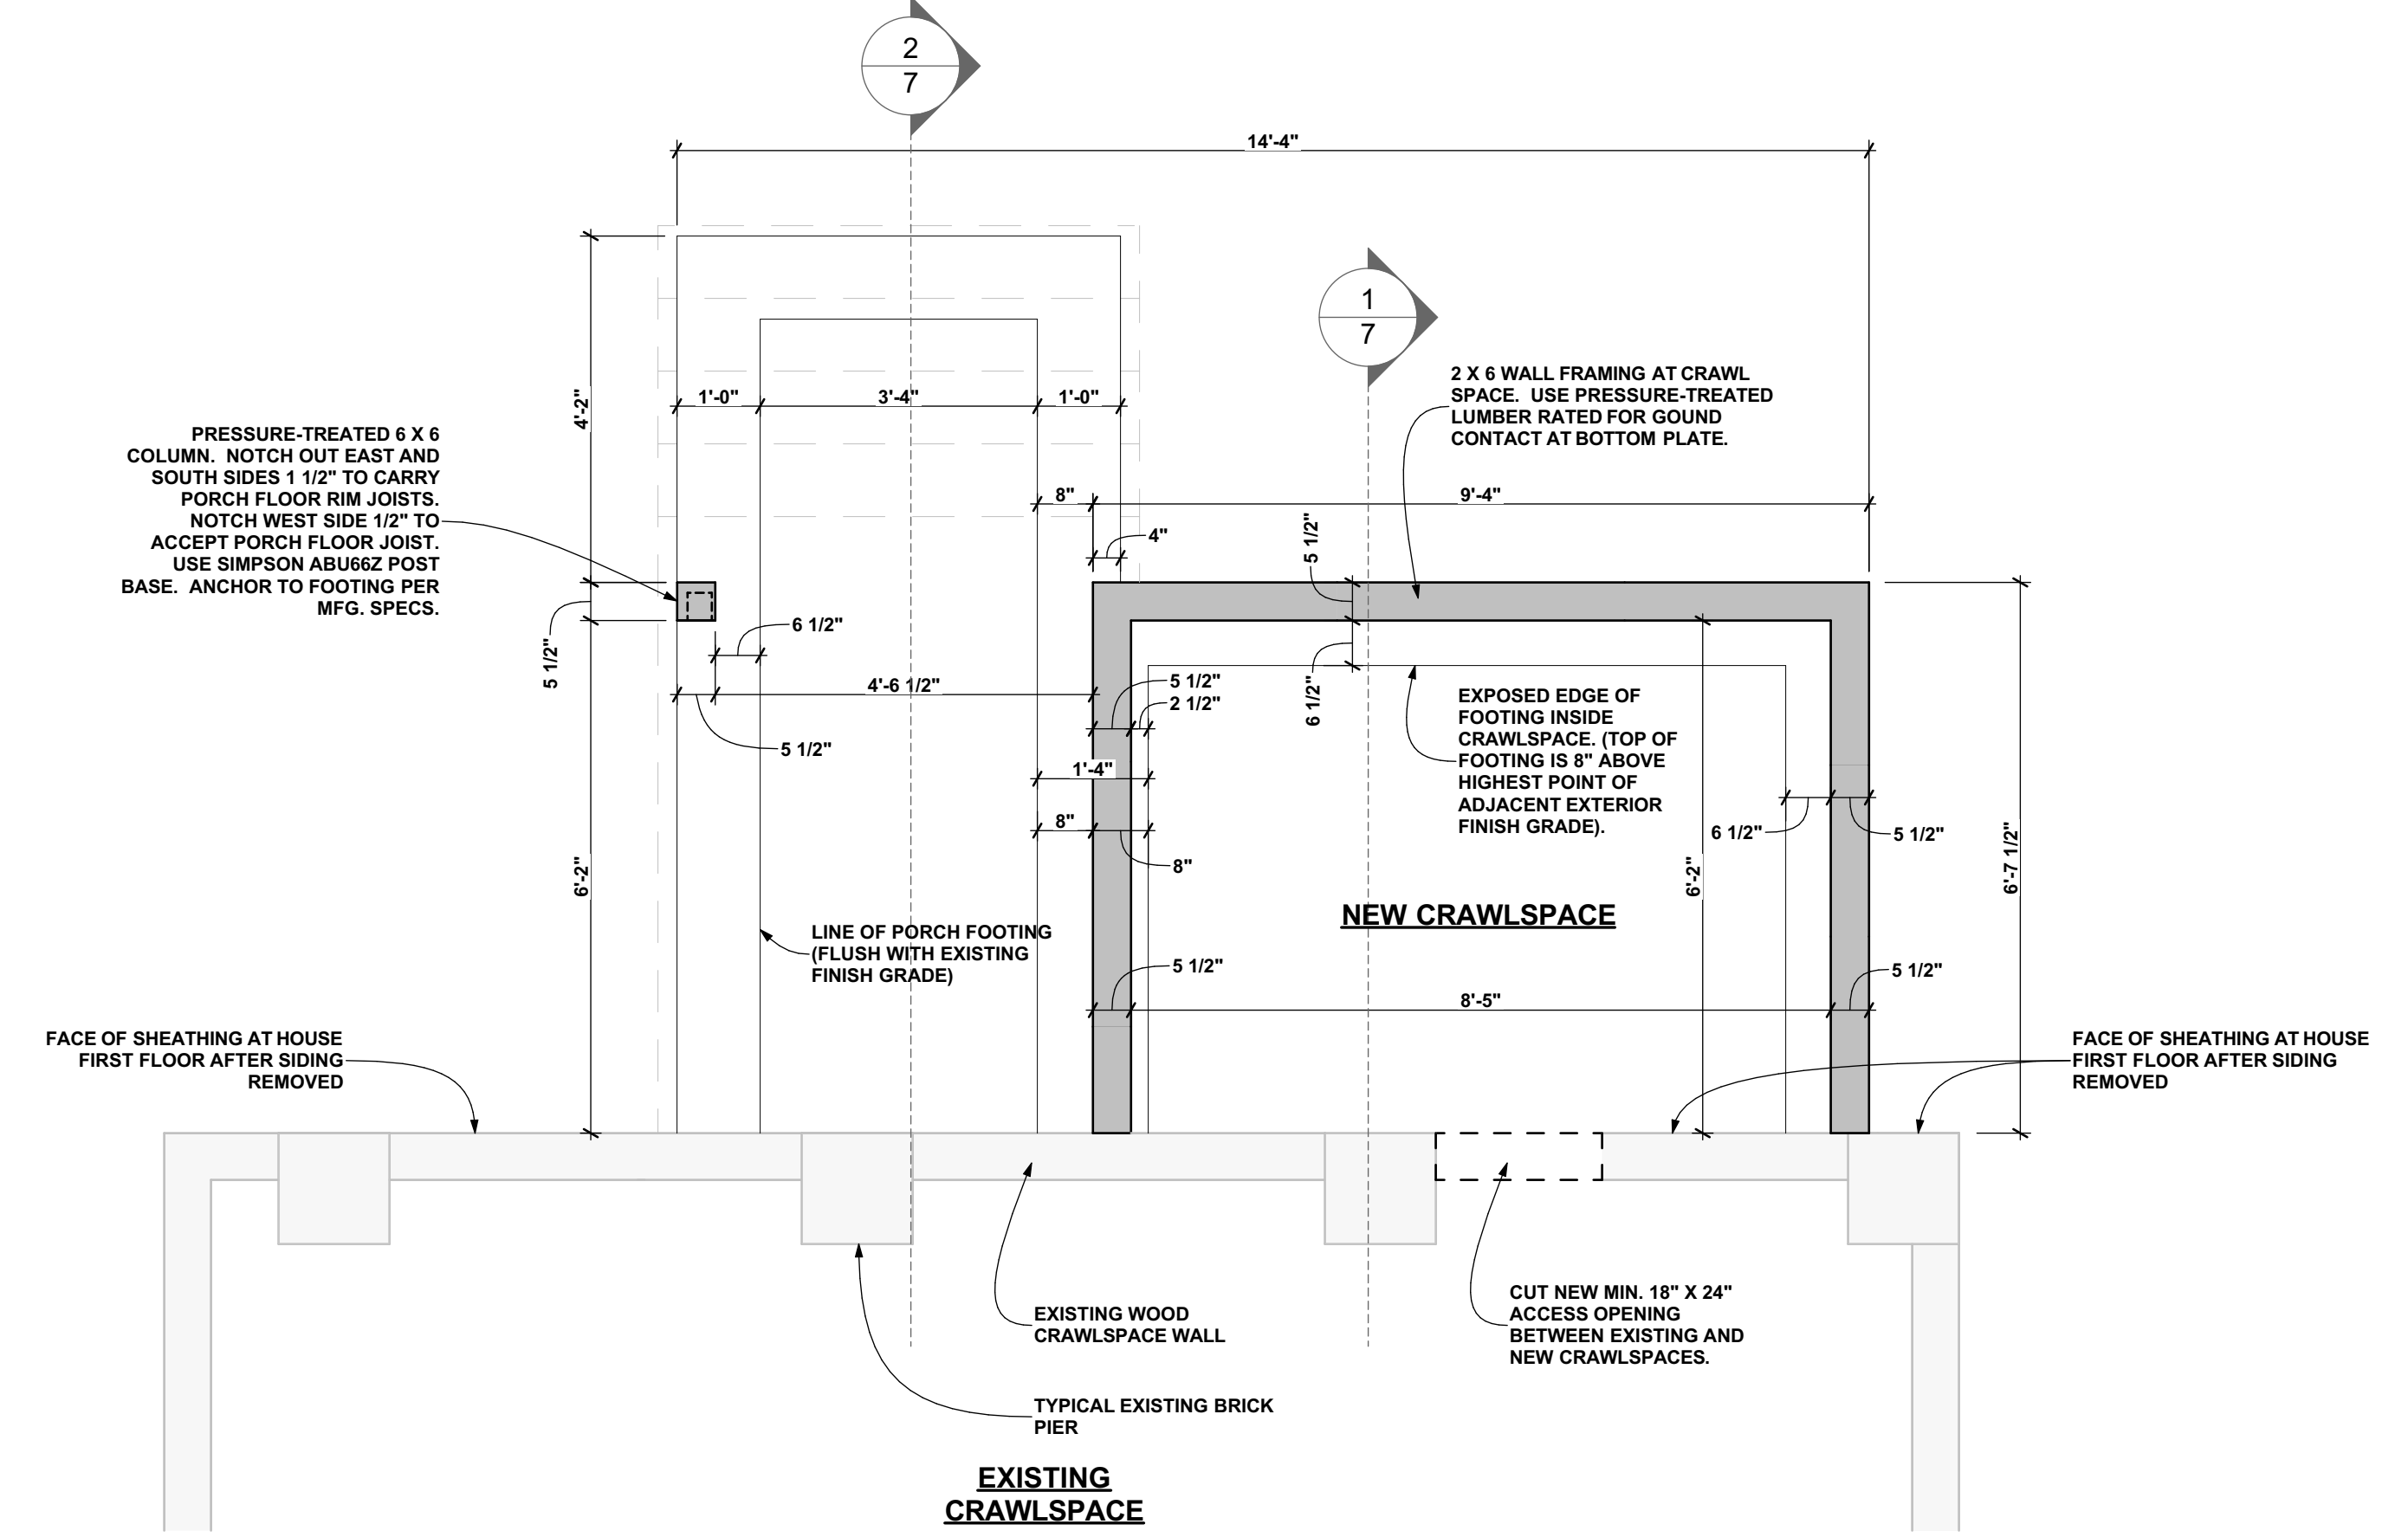 2
7
14'-4"
1
7
4'-2"
1'-0"
3'-4"
1'-0"
2 X 6 WALL FRAMING AT CRAWL
SPACE. USE PRESSURE-TREATED
LUMBER RATED FOR GOUND
CONTACT AT BOTTOM PLATE.
PRESSURE-TREATED 6 X 6
COLUMN. NOTCH OUT EAST AND
SOUTH SIDES 1 1/2" TO CARRY
PORCH FLOOR RIM JOISTS.
NOTCH WEST SIDE 1/2" TO
ACCEPT PORCH FLOOR JOIST.
USE SIMPSON ABU66Z POST
BASE. ANCHOR TO FOOTING PER
MFG. SPECS.
8"
9'-4"
4"
5 1/2"
5 1/2"
6 1/2"
4'-6 1/2"
5 1/2"
5 1/2"
2 1/2"
6 1/2"
EXPOSED EDGE OF
FOOTING INSIDE
CRAWLSPACE. (TOP OF
FOOTING IS 8" ABOVE
HIGHEST POINT OF
ADJACENT EXTERIOR
FINISH GRADE).
1'-4"
8"
8"
6 1/2"
5 1/2"
6'-2"
6'-2"
6'-7 1/2"
NEW CRAWLSPACE
LINE OF PORCH FOOTING
(FLUSH WITH EXISTING
FINISH GRADE)
5 1/2"
8'-5"
5 1/2"
FACE OF SHEATHING AT HOUSE
FIRST FLOOR AFTER SIDING
REMOVED
FACE OF SHEATHING AT HOUSE
FIRST FLOOR AFTER SIDING
REMOVED
EXISTING WOOD
CRAWLSPACE WALL
CUT NEW MIN. 18" X 24"
ACCESS OPENING
BETWEEN EXISTING AND
NEW CRAWLSPACES.
TYPICAL EXISTING BRICK
PIER
EXISTING
CRAWLSPACE